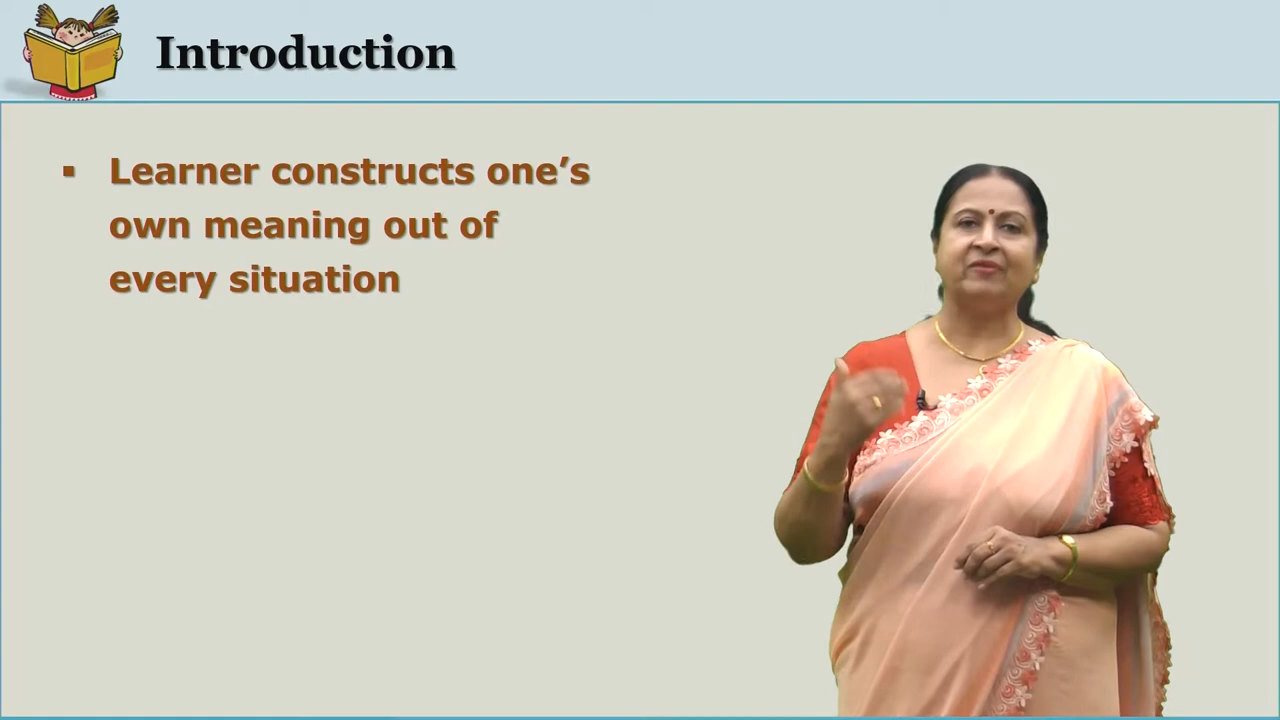 Introduction
▪ Learner constructs one’s
own meaning out of
every situation